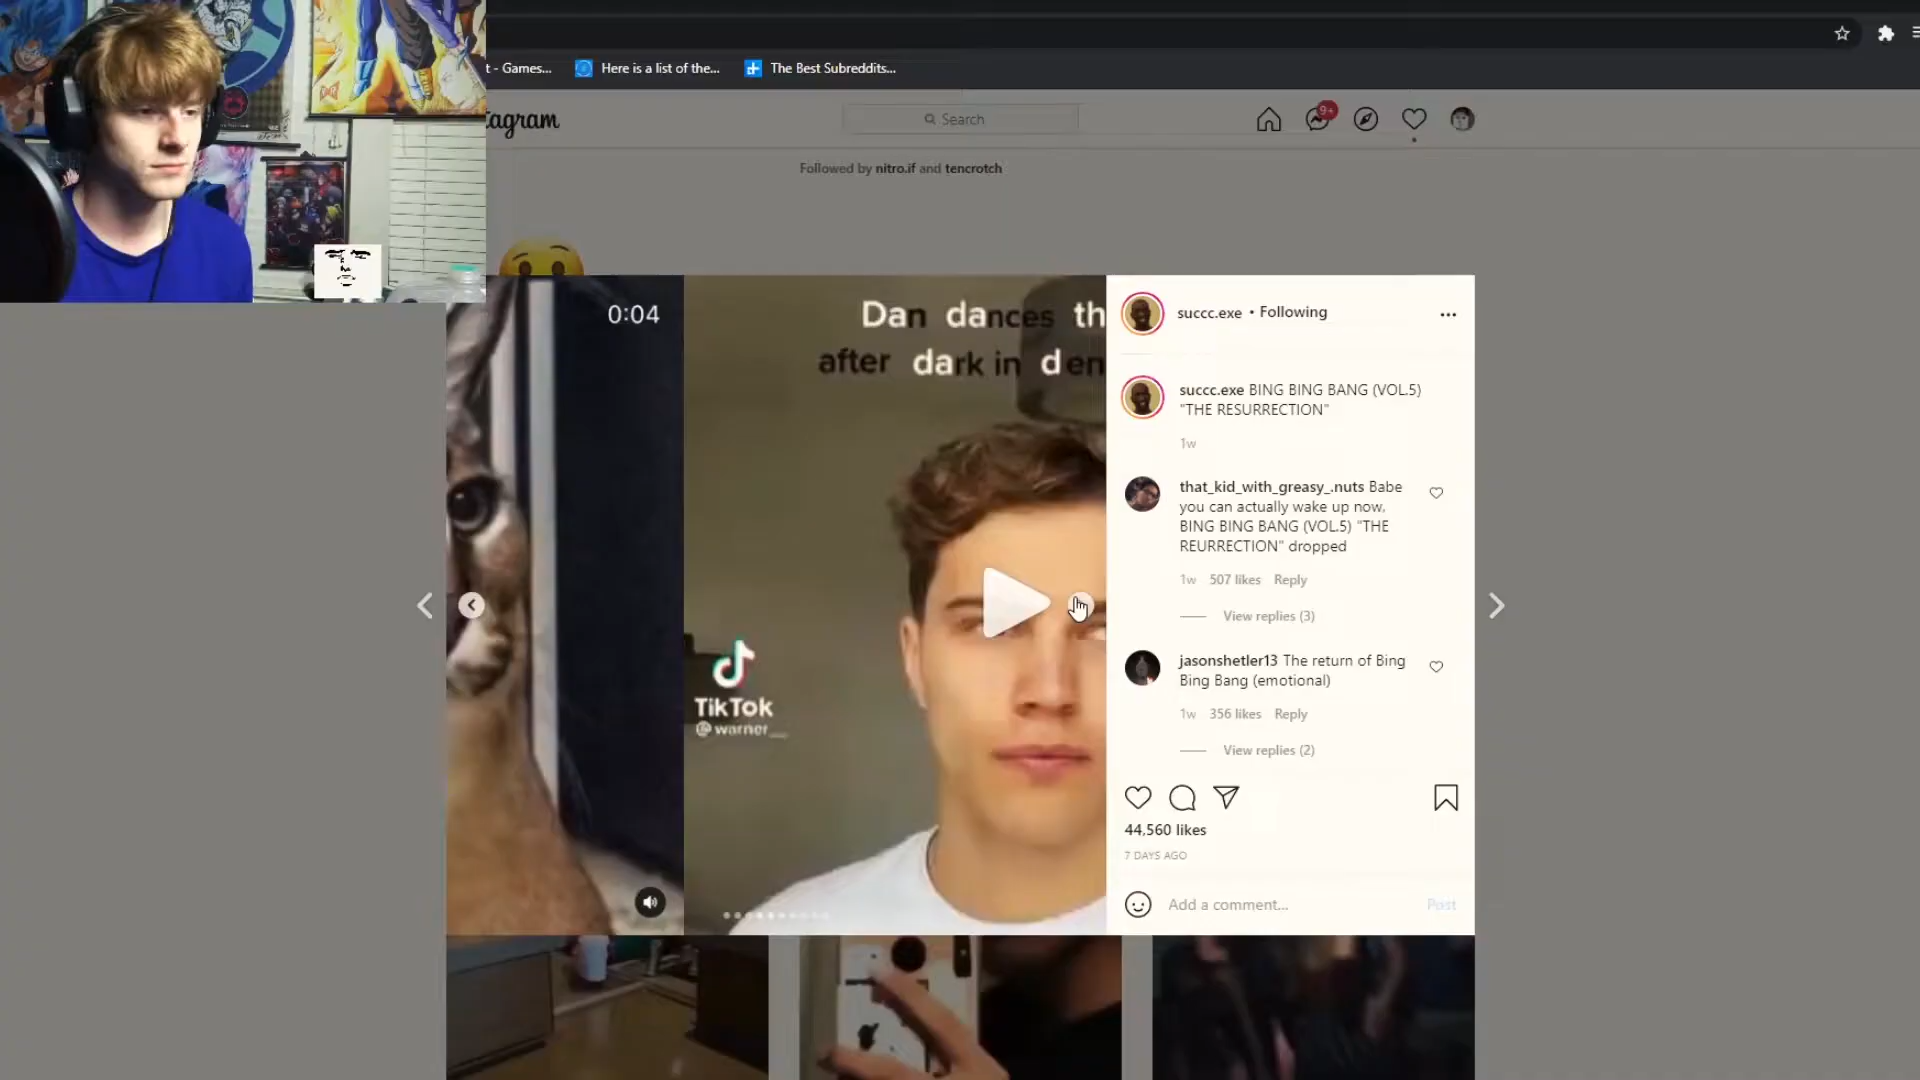 t - Games...
Here is a list of the...
The Best Subreddits...
tagram
Search
9+
Followed by nitro.if and tencrotch
0:04
Dan dances th
after dark in den
TikTok
@warner__
succc.exe • Following
succc.exe BING BING BANG (VOL.5)
"THE RESURRECTION"
1w
that_kid_with_greasy_.nuts Babe
you can actually wake up now,
BING BING BANG (VOL.5) "THE
REURRECTION" dropped
1w 507 likes Reply
View replies (3)
jasonshetler13 The return of Bing
Bing Bang (emotional)
1w 356 likes Reply
View replies (2)
44,560 likes
7 DAYS AGO
Add a comment...
Post